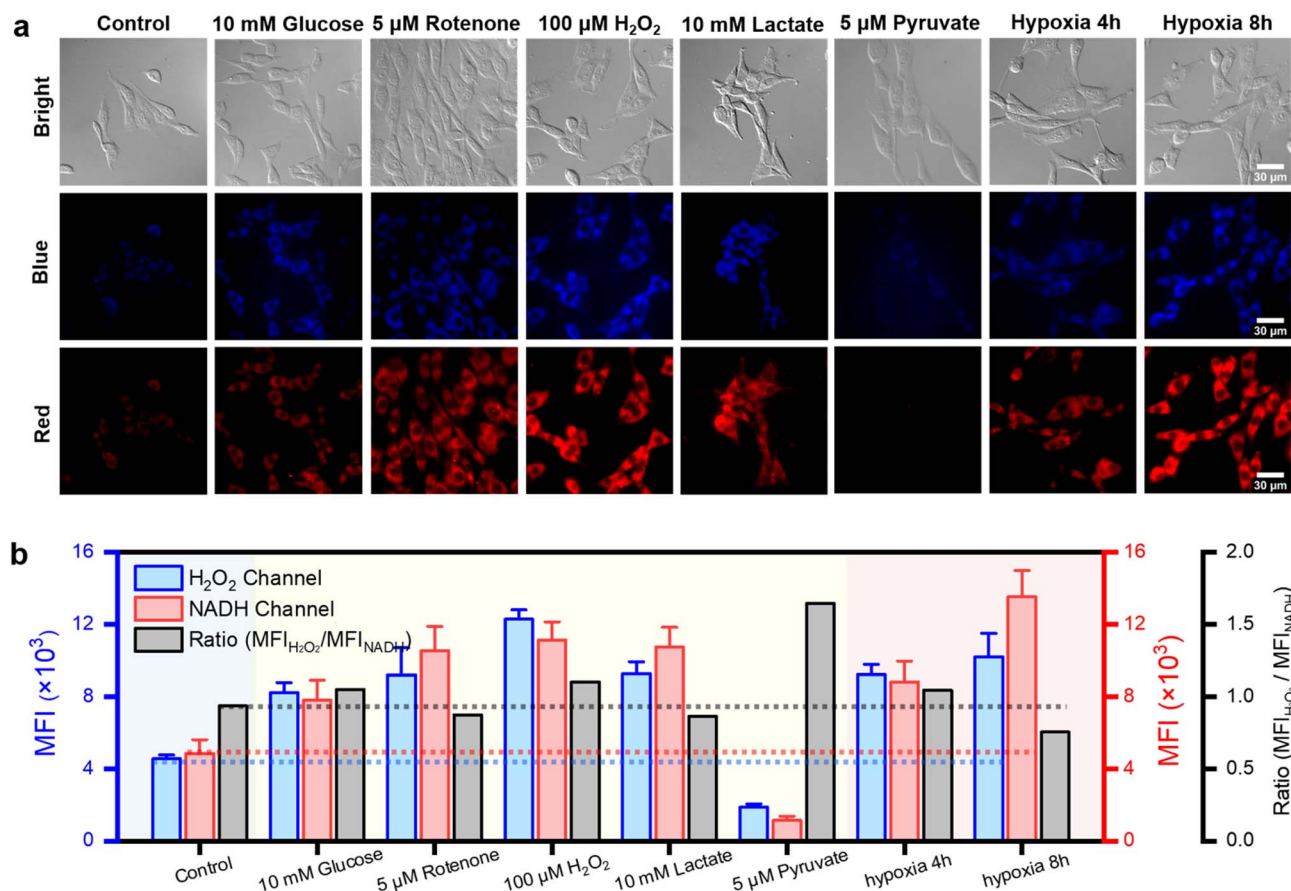 a
Control 10 mM Glucose 5 µM Rotenone 100 µM H₂O₂ 10 mM Lactate 5 µM Pyruvate Hypoxia 4h Hypoxia 8h
Bright
30 µm
Blue
30 µm
Red
30 µm
b
16 16 2.0
H₂O₂ Channel
NADH Channel
Ratio (MFI_H₂O₂/MFI_NADH)
12 12 1.5
8 8 1.0
4 4 0.5
0 0 0.0
MFI (×10³)
MFI (×10³)
Ratio (MFI_H₂O₂ / MFI_NADH)
Control 10 mM Glucose 5 µM Rotenone 100 µM H₂O₂ 10 mM Lactate 5 µM Pyruvate hypoxia 4h hypoxia 8h